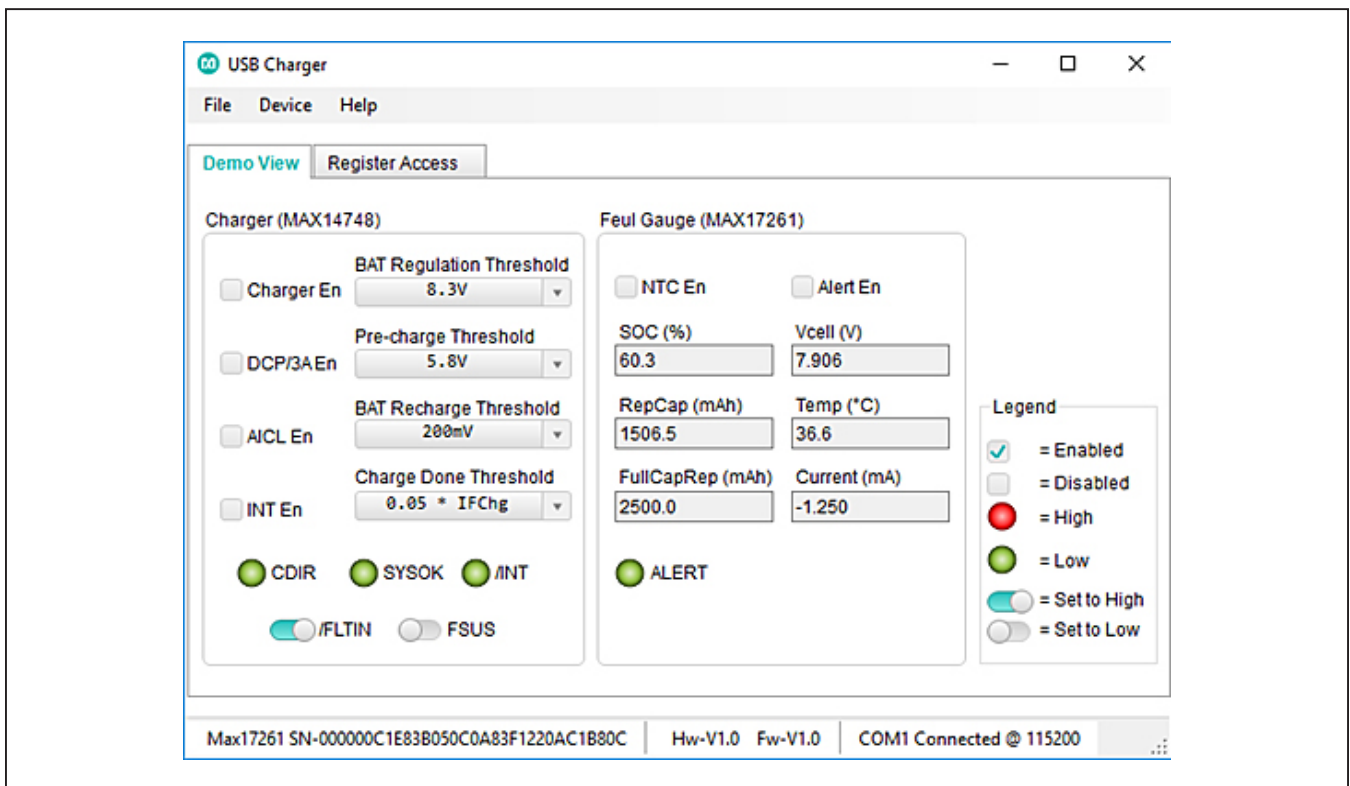 USB Charger
File Device Help
Demo View Register Access
Charger (MAX14748)
Charger En
BAT Regulation Threshold
8.3V
DCP/3A En
Pre-charge Threshold
5.8V
AICL En
BAT Recharge Threshold
200mV
INT En
Charge Done Threshold
0.05 * IFChg
CDIR SYSOK /INT
/FLTIN FSUS
Feul Gauge (MAX17261)
NTC En Alert En
SOC (%) Vcell (V)
60.3 7.906
RepCap (mAh) Temp (°C)
1506.5 36.6
FullCapRep (mAh) Current (mA)
2500.0 -1.250
ALERT
Legend
= Enabled
= Disabled
= High
= Low
= Set to High
= Set to Low
Max17261 SN-000000C1E83B050C0A83F1220AC1B80C Hw-V1.0 Fw-V1.0 COM1 Connected @ 115200